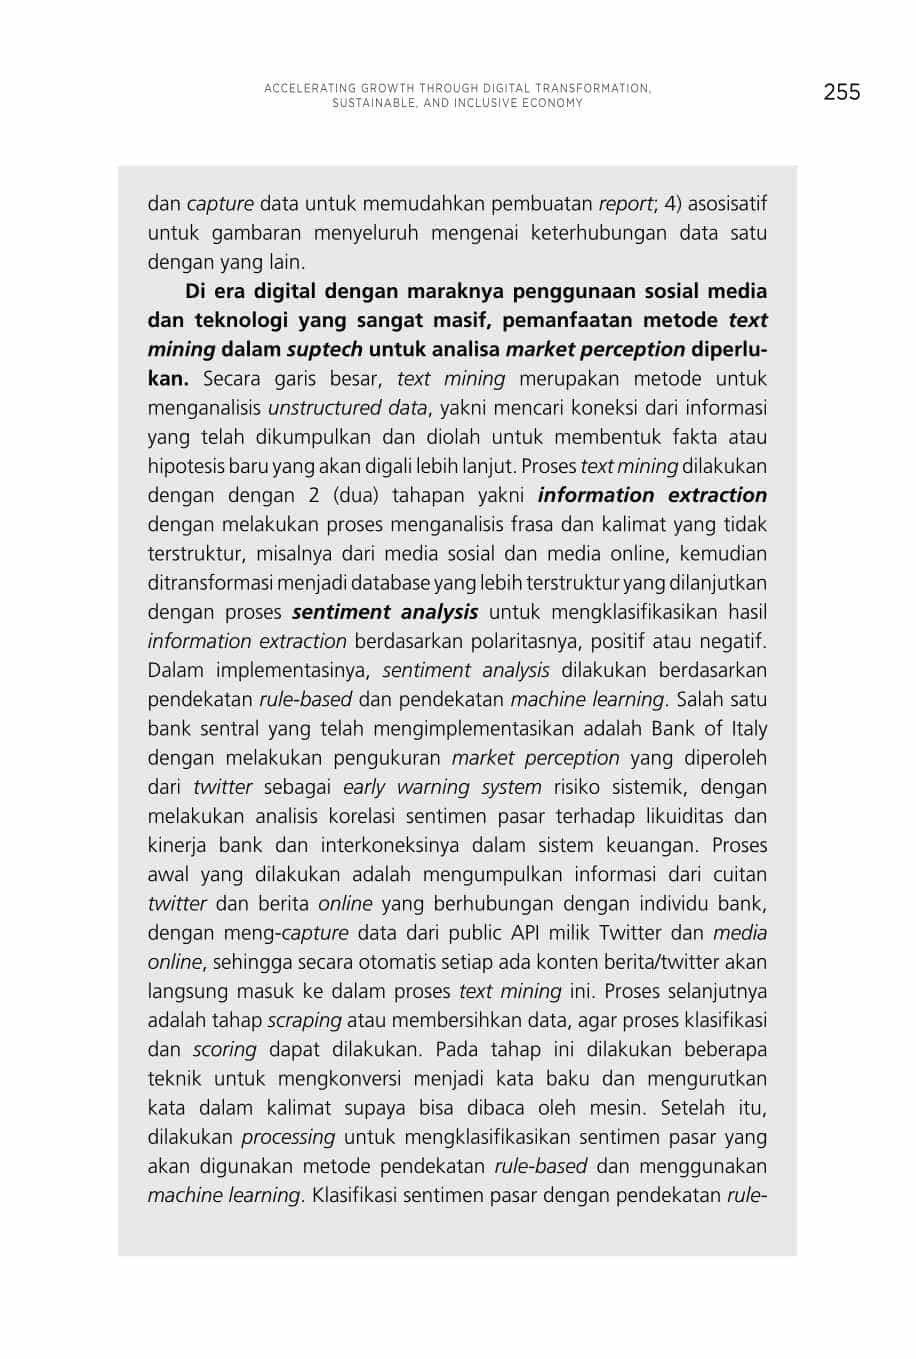 ACCELERATING GROWTH THROUGH DIGITAL TRANSFORMATION,
SUSTAINABLE, AND INCLUSIVE ECONOMY
255
dan capture data untuk memudahkan pembuatan report; 4) asosisatif
untuk gambaran menyeluruh mengenai keterhubungan data satu
dengan yang lain.
Di era digital dengan maraknya penggunaan sosial media
dan teknologi yang sangat masif, pemanfaatan metode text
mining dalam suptech untuk analisa market perception diperlu-
kan. Secara garis besar, text mining merupakan metode untuk
menganalisis unstructured data, yakni mencari koneksi dari informasi
yang telah dikumpulkan dan diolah untuk membentuk fakta atau
hipotesis baru yang akan digali lebih lanjut. Proses text mining dilakukan
dengan dengan 2 (dua) tahapan yakni information extraction
dengan melakukan proses menganalisis frasa dan kalimat yang tidak
terstruktur, misalnya dari media sosial dan media online, kemudian
ditransformasi menjadi database yang lebih terstruktur yang dilanjutkan
dengan proses sentiment analysis untuk mengklasifikasikan hasil
information extraction berdasarkan polaritasnya, positif atau negatif.
Dalam implementasinya, sentiment analysis dilakukan berdasarkan
pendekatan rule-based dan pendekatan machine learning. Salah satu
bank sentral yang telah mengimplementasikan adalah Bank of Italy
dengan melakukan pengukuran market perception yang diperoleh
dari twitter sebagai early warning system risiko sistemik, dengan
melakukan analisis korelasi sentimen pasar terhadap likuiditas dan
kinerja bank dan interkoneksinya dalam sistem keuangan. Proses
awal yang dilakukan adalah mengumpulkan informasi dari cuitan
twitter dan berita online yang berhubungan dengan individu bank,
dengan meng-capture data dari public API milik Twitter dan media
online, sehingga secara otomatis setiap ada konten berita/twitter akan
langsung masuk ke dalam proses text mining ini. Proses selanjutnya
adalah tahap scraping atau membersihkan data, agar proses klasifikasi
dan scoring dapat dilakukan. Pada tahap ini dilakukan beberapa
teknik untuk mengkonversi menjadi kata baku dan mengurutkan
kata dalam kalimat supaya bisa dibaca oleh mesin. Setelah itu,
dilakukan processing untuk mengklasifikasikan sentimen pasar yang
akan digunakan metode pendekatan rule-based dan menggunakan
machine learning. Klasifikasi sentimen pasar dengan pendekatan rule-